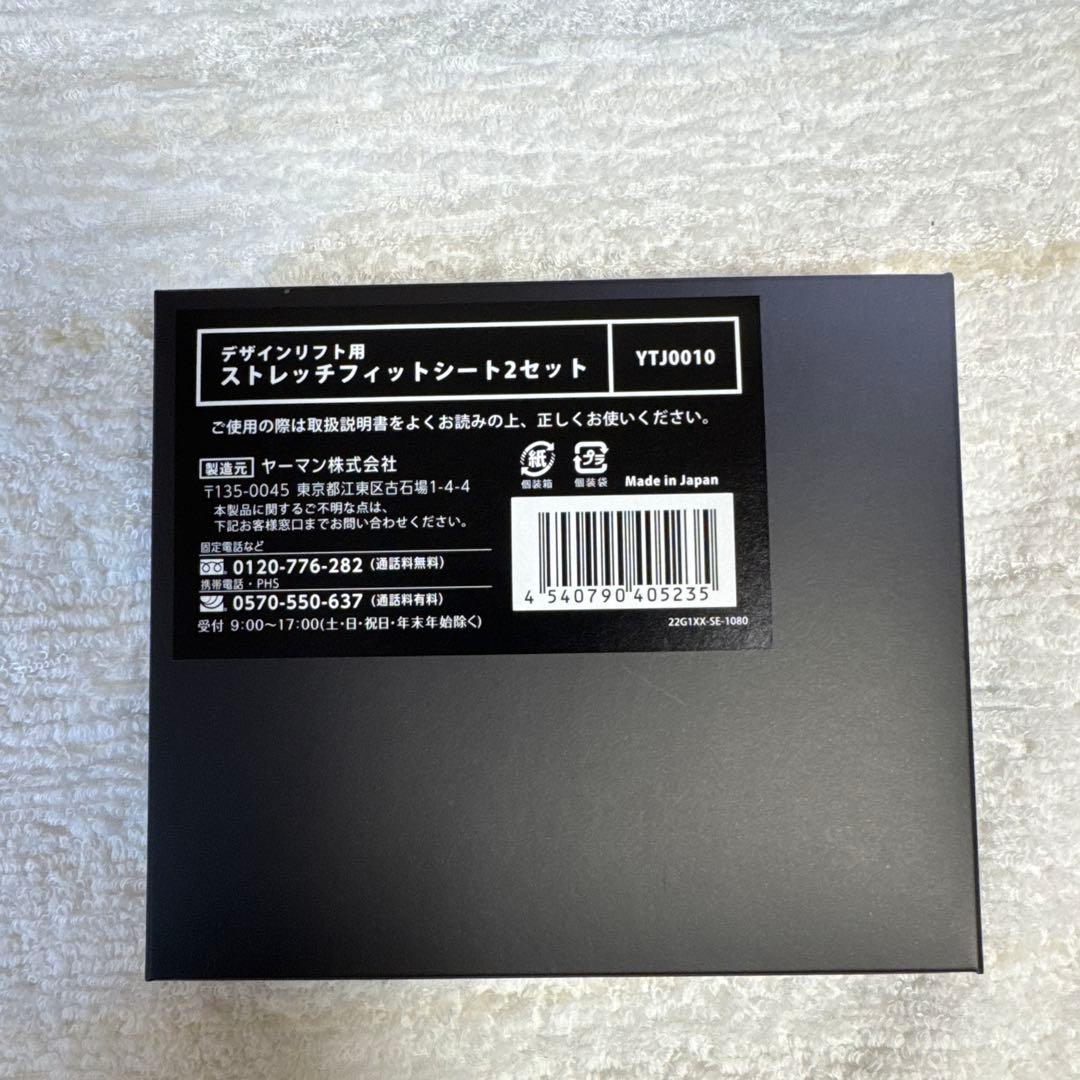 デザインリフト用
ストレッチフィットシート2セット
YTJ0010
ご使用の際は取扱説明書をよくお読みの上、正しくお使いください。
製造元 ヤーマン株式会社
〒135-0045 東京都江東区古石場1-4-4
本製品に関するご不明な点は、
下記お客様窓口までお問い合わせください。
固定電話など
0120-776-282 (通話料無料)
携帯電話・PHS
0570-550-637 (通話料有料)
受付 9:00〜17:00(土・日・祝日・年末年始除く)
紙
個装箱
プラ
個装袋
Made in Japan
4 540790 405235
22G1XX-SE-1080